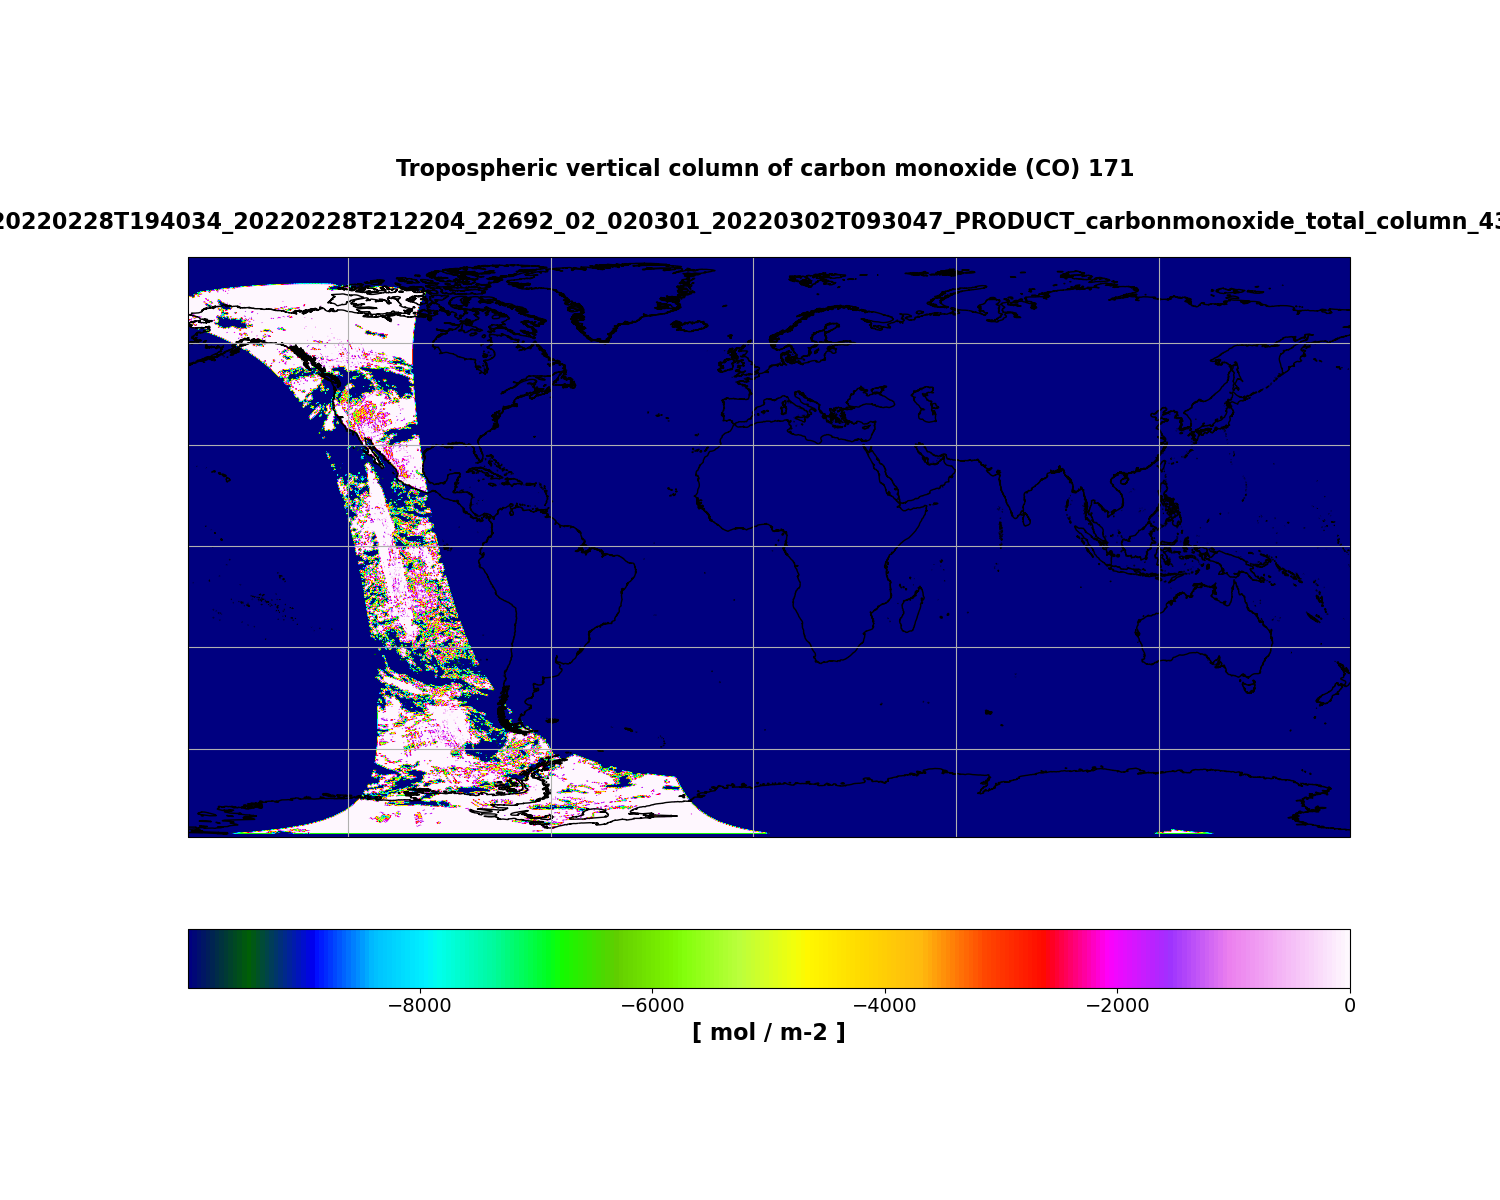 Tropospheric vertical column of carbon monoxide (CO) 171
20220228T194034_20220228T212204_22692_02_020301_20220302T093047_PRODUCT_carbonmonoxide_total_column_43
−8000 −6000 −4000 −2000 0
[ mol / m-2 ]